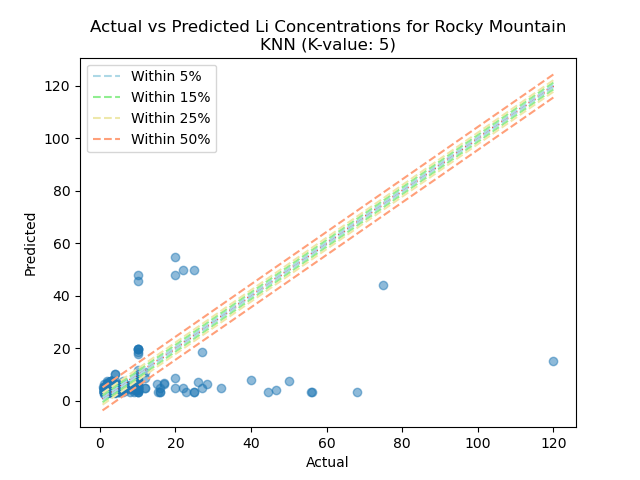 Actual vs Predicted Li Concentrations for Rocky Mountain
KNN (K-value: 5)
Within 5%
Within 15%
Within 25%
Within 50%
Predicted
120
100
80
60
40
20
0
0 20 40 60 80 100 120
Actual